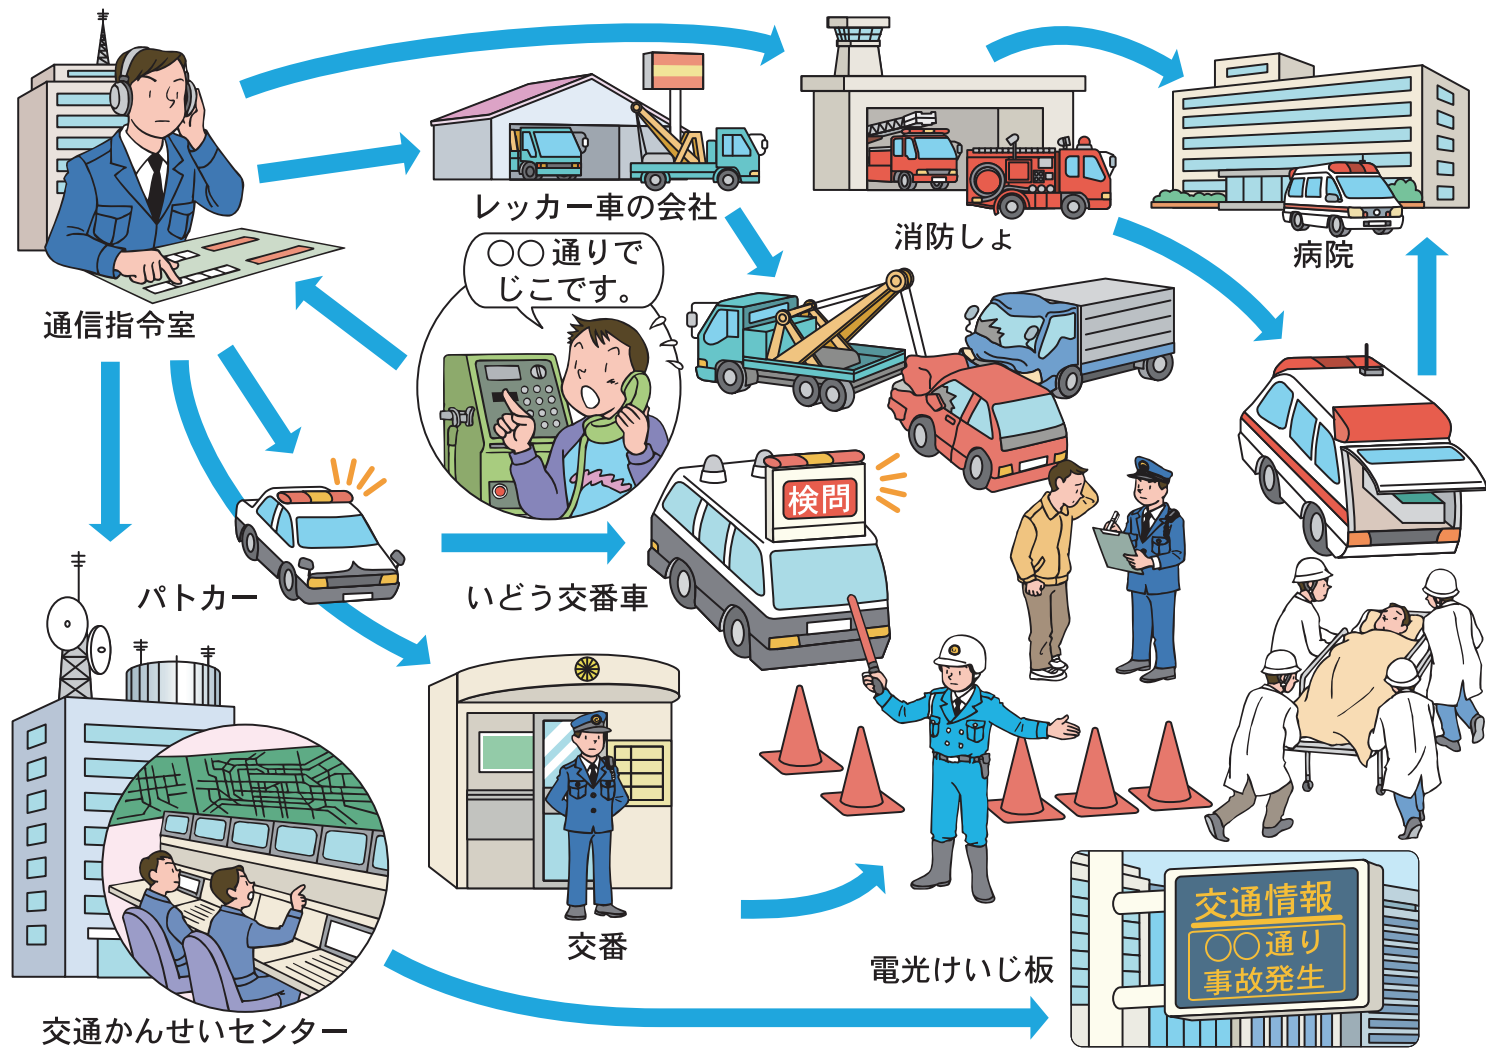 レッカー車の会社
消防しょ
病院
○○通りで
じこです。
通信指令室
検問
パトカー
いどう交番車
交番
交通情報
○○通り
事故発生
電光けいじ板
交通かんせいセンター